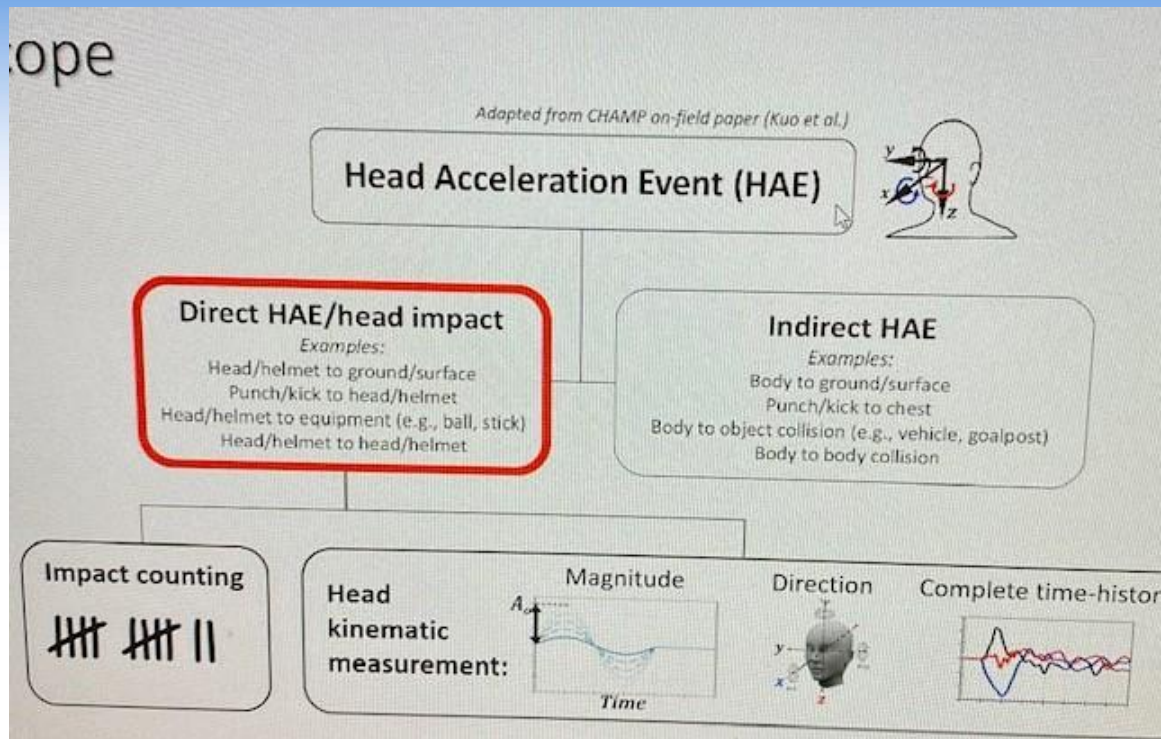 cope
Adapted from CHAMP on-field paper (Kuo et al.)
Head Acceleration Event (HAE)
y
x
z
Direct HAE/head impact
Examples:
Head/helmet to ground/surface
Punch/kick to head/helmet
Head/helmet to equipment (e.g., ball, stick)
Head/helmet to head/helmet
Indirect HAE
Examples:
Body to ground/surface
Punch/kick to chest
Body to object collision (e.g., vehicle, goalpost)
Body to body collision
Impact counting
Head
kinematic
measurement:
Magnitude
Time
Direction
y
x
z
Complete time-histor